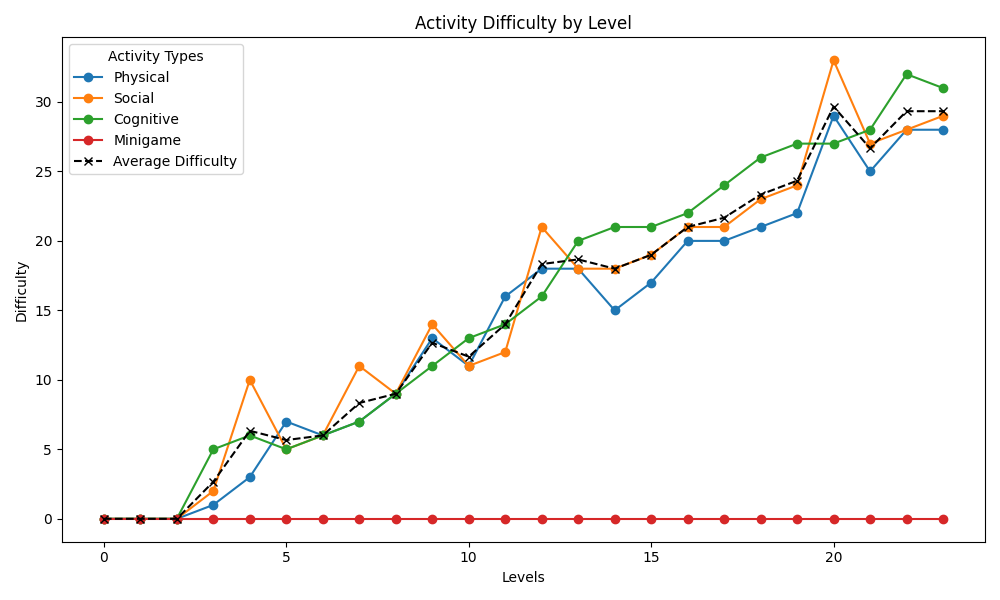 Activity Difficulty by Level
Activity Types
Physical
Social
Cognitive
Minigame
Average Difficulty
Difficulty
30
25
20
15
10
5
0
0
5
10
15
20
Levels